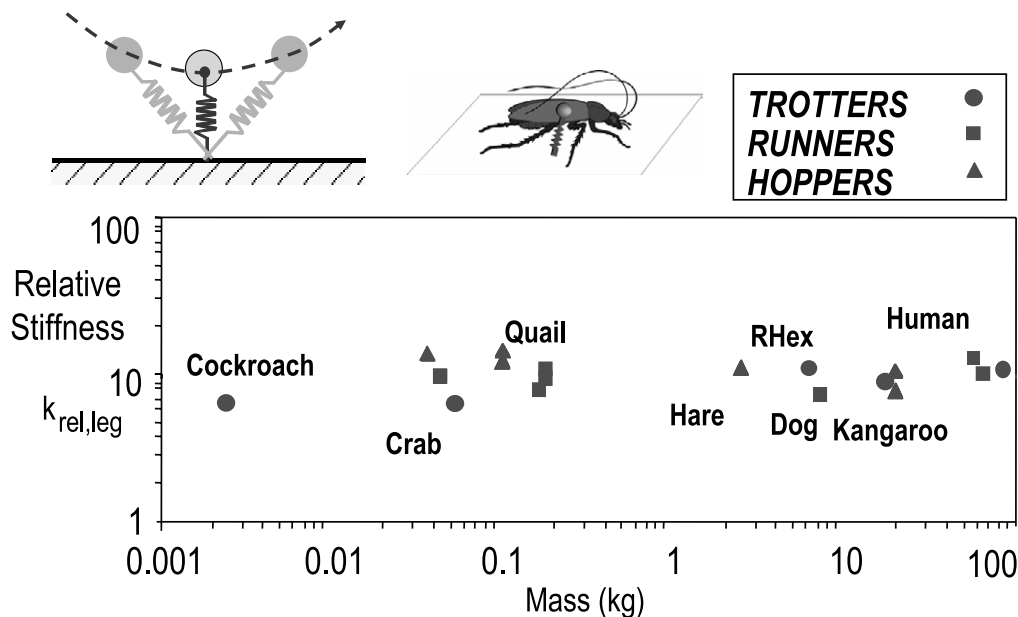 TROTTERS
RUNNERS
HOPPERS
100
Relative
Stiffness
k rel,leg
10
1
Cockroach
Crab
Quail
Hare
RHex
Dog
Human
Kangaroo
0.001
0.01
0.1
1
10
100
Mass (kg)